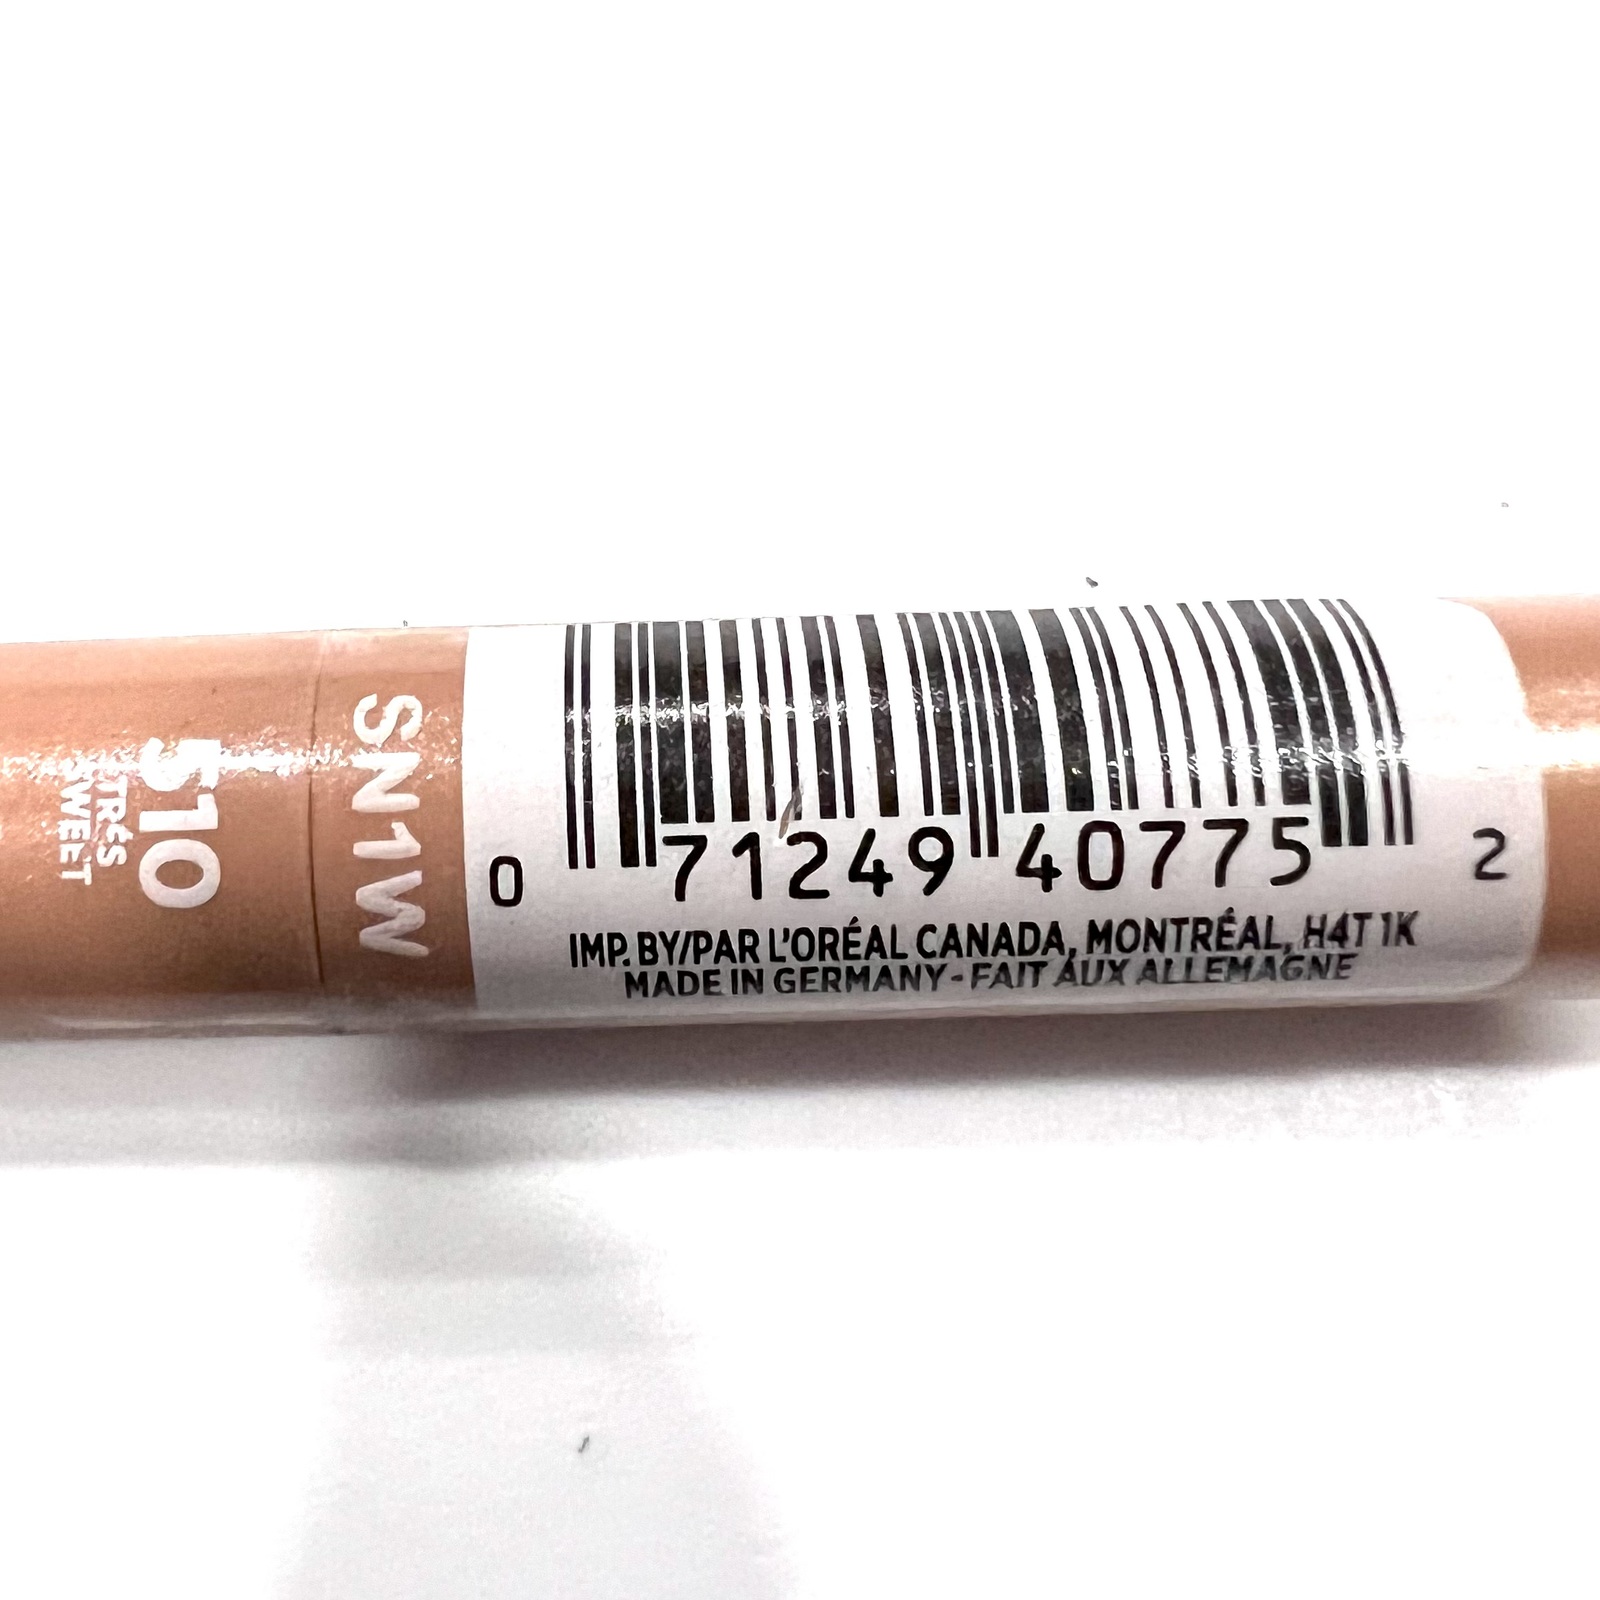 510
TRÉS
SWEET
SN1W
0 71249 40775 2
IMP. BY/PAR L'ORÉAL CANADA, MONTRÉAL, H4T 1K
MADE IN GERMANY - FAIT AUX ALLEMAGNE